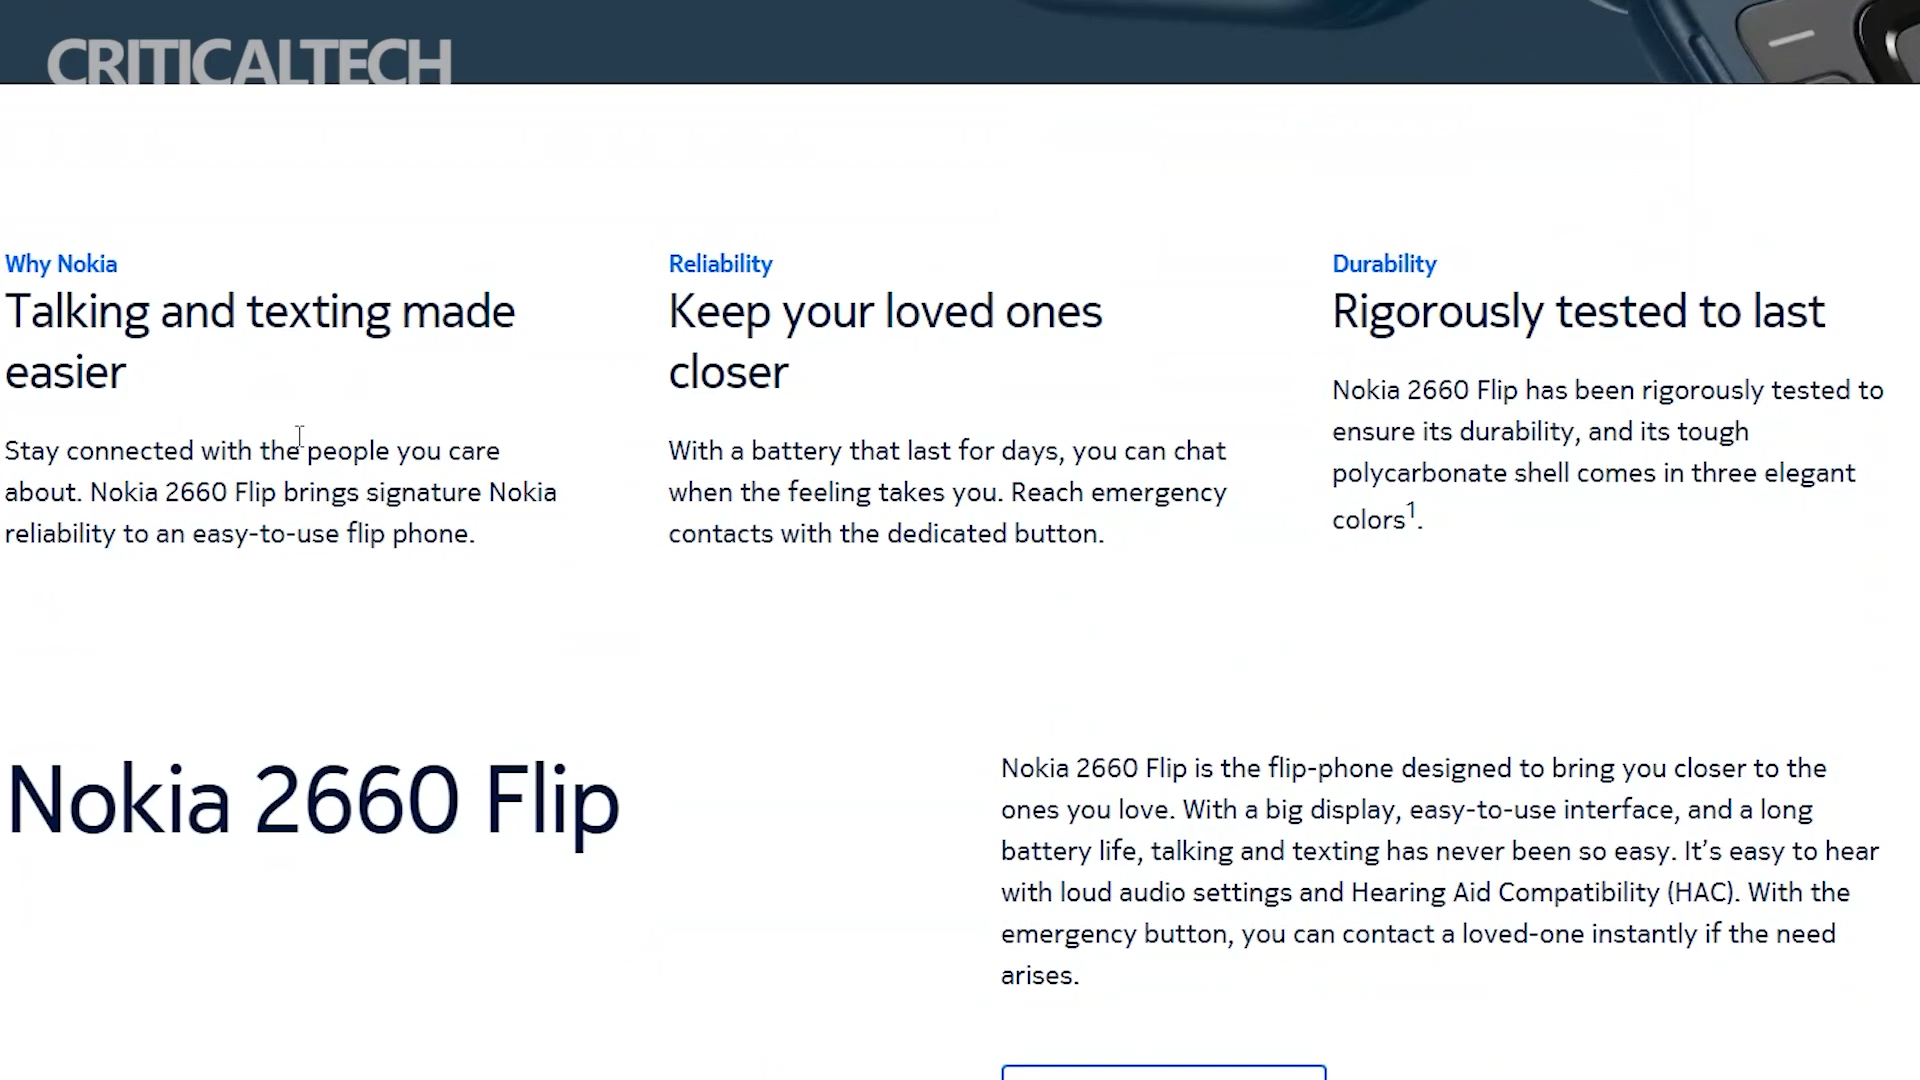 CRITICALTECH
Why Nokia
Talking and texting made
easier
Stay connected with the people you care
about. Nokia 2660 Flip brings signature Nokia
reliability to an easy-to-use flip phone.
Reliability
Keep your loved ones
closer
With a battery that last for days, you can chat
when the feeling takes you. Reach emergency
contacts with the dedicated button.
Durability
Rigorously tested to last
Nokia 2660 Flip has been rigorously tested to
ensure its durability, and its tough
polycarbonate shell comes in three elegant
colors¹.
Nokia 2660 Flip
Nokia 2660 Flip is the flip-phone designed to bring you closer to the
ones you love. With a big display, easy-to-use interface, and a long
battery life, talking and texting has never been so easy. It’s easy to hear
with loud audio settings and Hearing Aid Compatibility (HAC). With the
emergency button, you can contact a loved-one instantly if the need
arises.